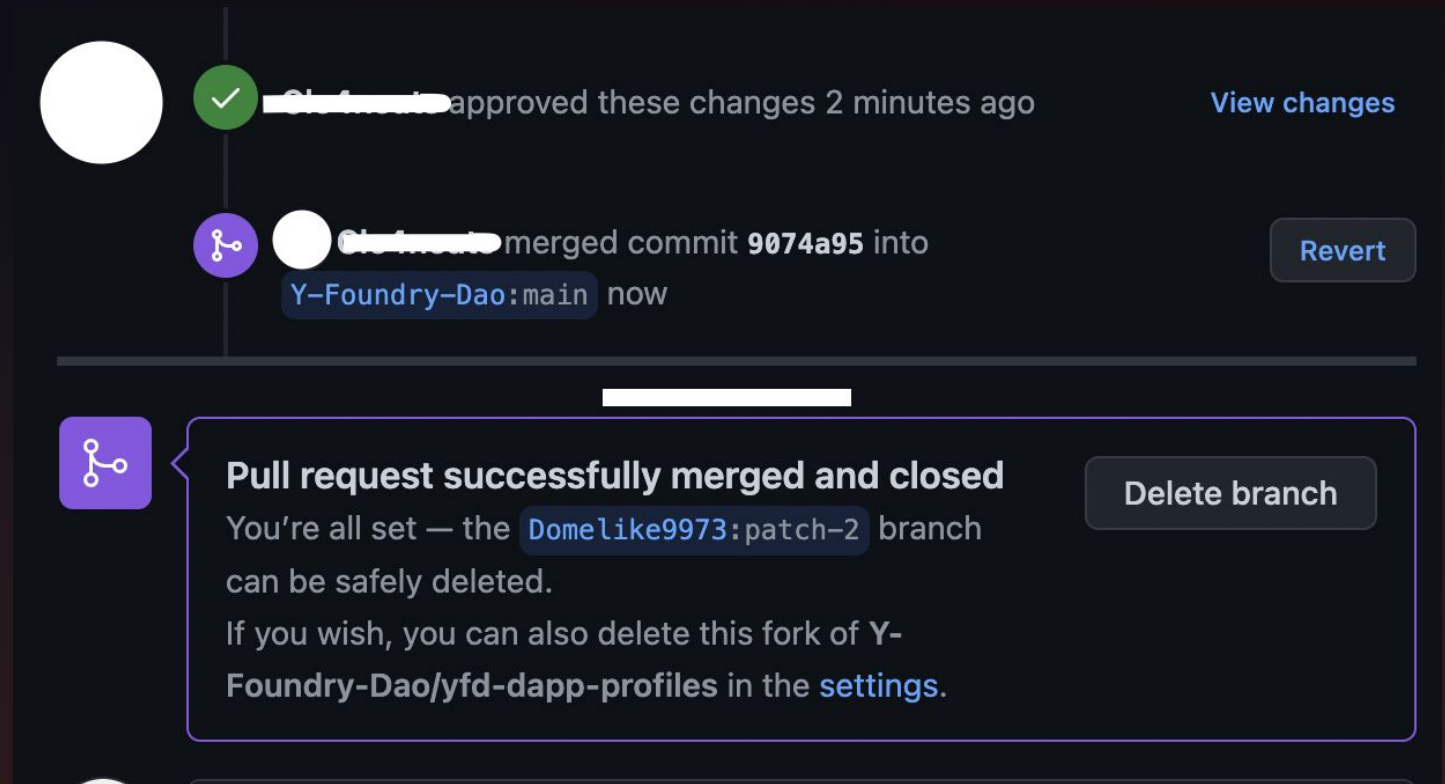 approved these changes 2 minutes ago
View changes
merged commit 9074a95 into
Revert
Y-Foundry-Dao:main now
Pull request successfully merged and closed
Delete branch
You’re all set — the Domelike9973:patch-2 branch
can be safely deleted.
If you wish, you can also delete this fork of Y-
Foundry-Dao/yfd-dapp-profiles in the settings.